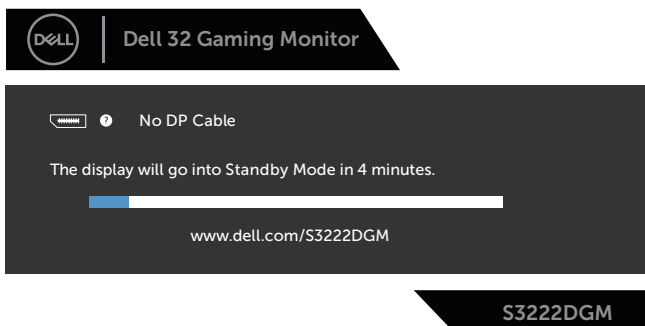 DELL
Dell 32 Gaming Monitor
? No DP Cable
The display will go into Standby Mode in 4 minutes.
www.dell.com/S3222DGM
S3222DGM